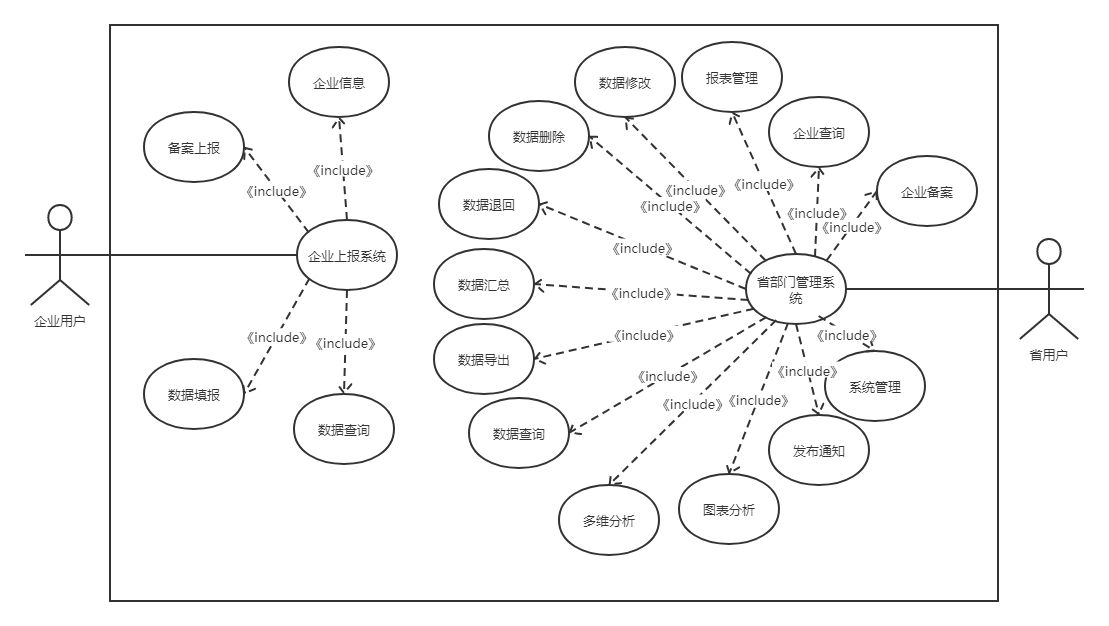 企业信息
数据修改
报表管理
备案上报
数据删除
企业查询
《include》
《include》
《include》
《include》
企业备案
数据退回
《include》
《include》
《include》
《include》
企业上报系统
数据汇总
《include》
省部门管理系
统
企业用户
《include》
《include》
《include》
《include》
省用户
数据导出
《include》
《include》
系统管理
数据填报
《include》
《include》
数据查询
数据查询
发布通知
多维分析
图表分析